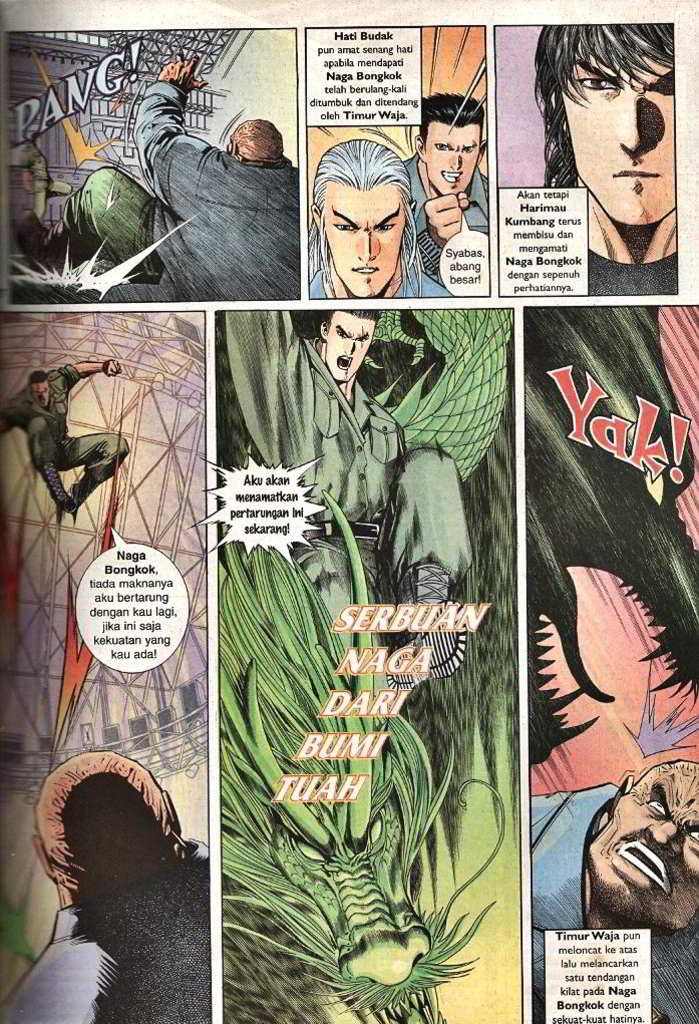 PANG!
Hati Budak
pun amat senang hati
apabila mendapati
Naga Bongkok
telah berulang-kali
ditumbuk dan ditendang
oleh Timur Waja.
Syabas,
abang
besar!
Akan tetapi
Harimau
Kumbang terus
membisu dan
mengamati
Naga Bongkok
dengan sepenuh
perhatiannya.
Naga
Bongkok,
tiada maknanya
aku bertarung
dengan kau lagi,
jika ini saja
kekuatan yang
kau ada!
Aku akan
menamatkan
pertarungan ini
sekarang!
SERBUAN
NAGA
DARI
BUMI
TUAH
Yak!
Timur Waja pun
meloncat ke atas
lalu melancarkan
satu tendangan
kilat pada Naga
Bongkok dengan
sekuat-kuat hatinya.